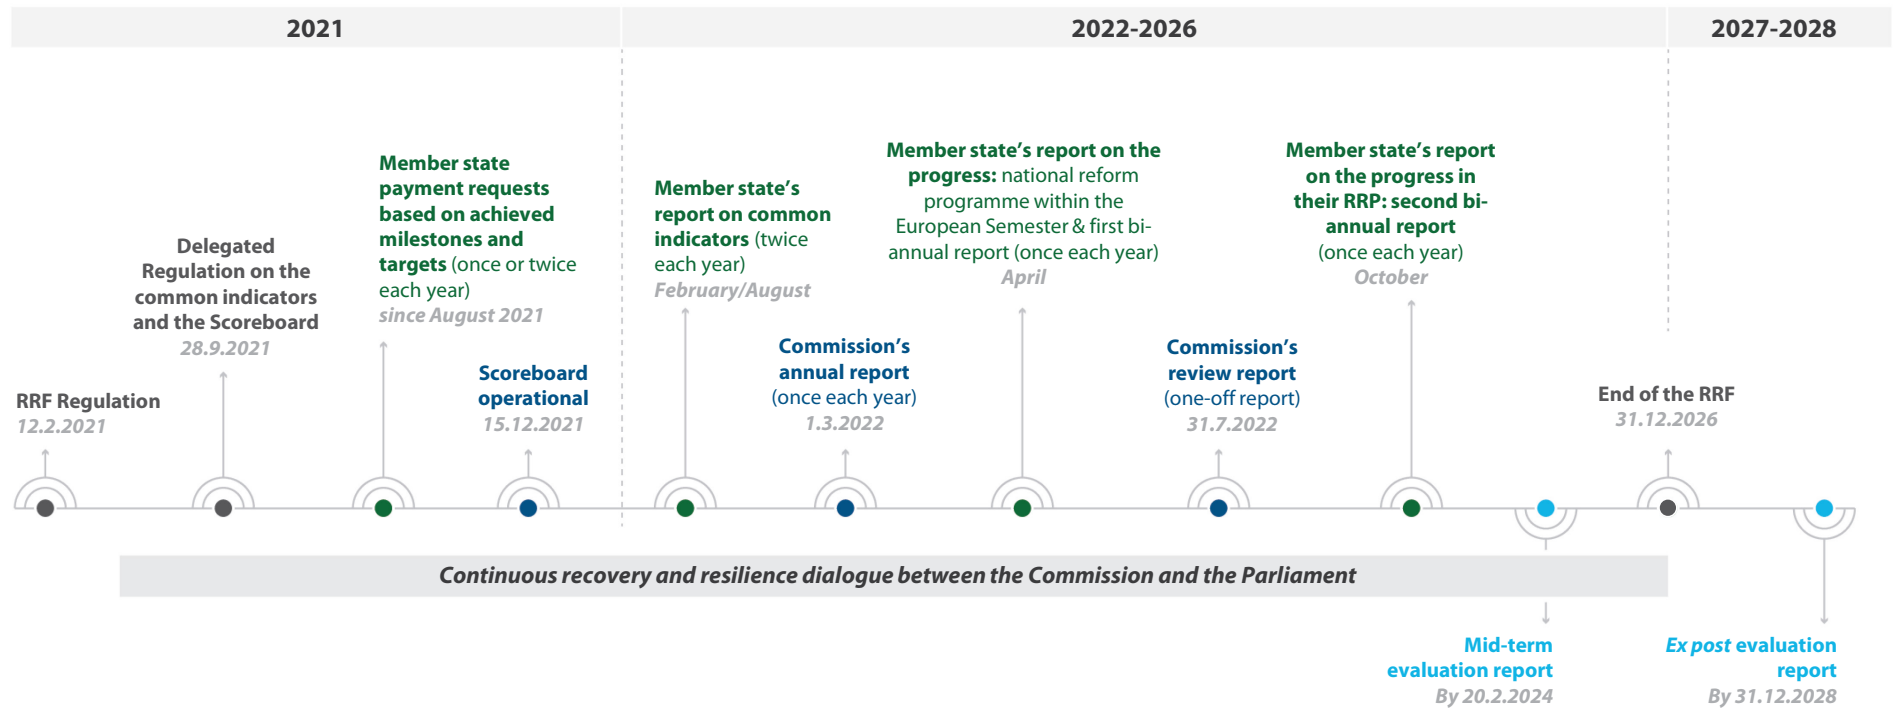 2021
2022-2026
2027-2028
RRF Regulation
12.2.2021
Delegated
Regulation on the
common indicators
and the Scoreboard
28.9.2021
Member state
payment requests
based on achieved
milestones and
targets (once or twice
each year)
since August 2021
Scoreboard
operational
15.12.2021
Member state's
report on common
indicators (twice
each year)
February/August
Commission's
annual report
(once each year)
1.3.2022
Member state's report on the
progress: national reform
programme within the
European Semester & first bi-
annual report (once each year)
April
Commission's
review report
(one-off report)
31.7.2022
Member state's report
on the progress in
their RRP: second bi-
annual report
(once each year)
October
End of the RRF
31.12.2026
Continuous recovery and resilience dialogue between the Commission and the Parliament
Mid-term
evaluation report
By 20.2.2024
Ex post evaluation
report
By 31.12.2028